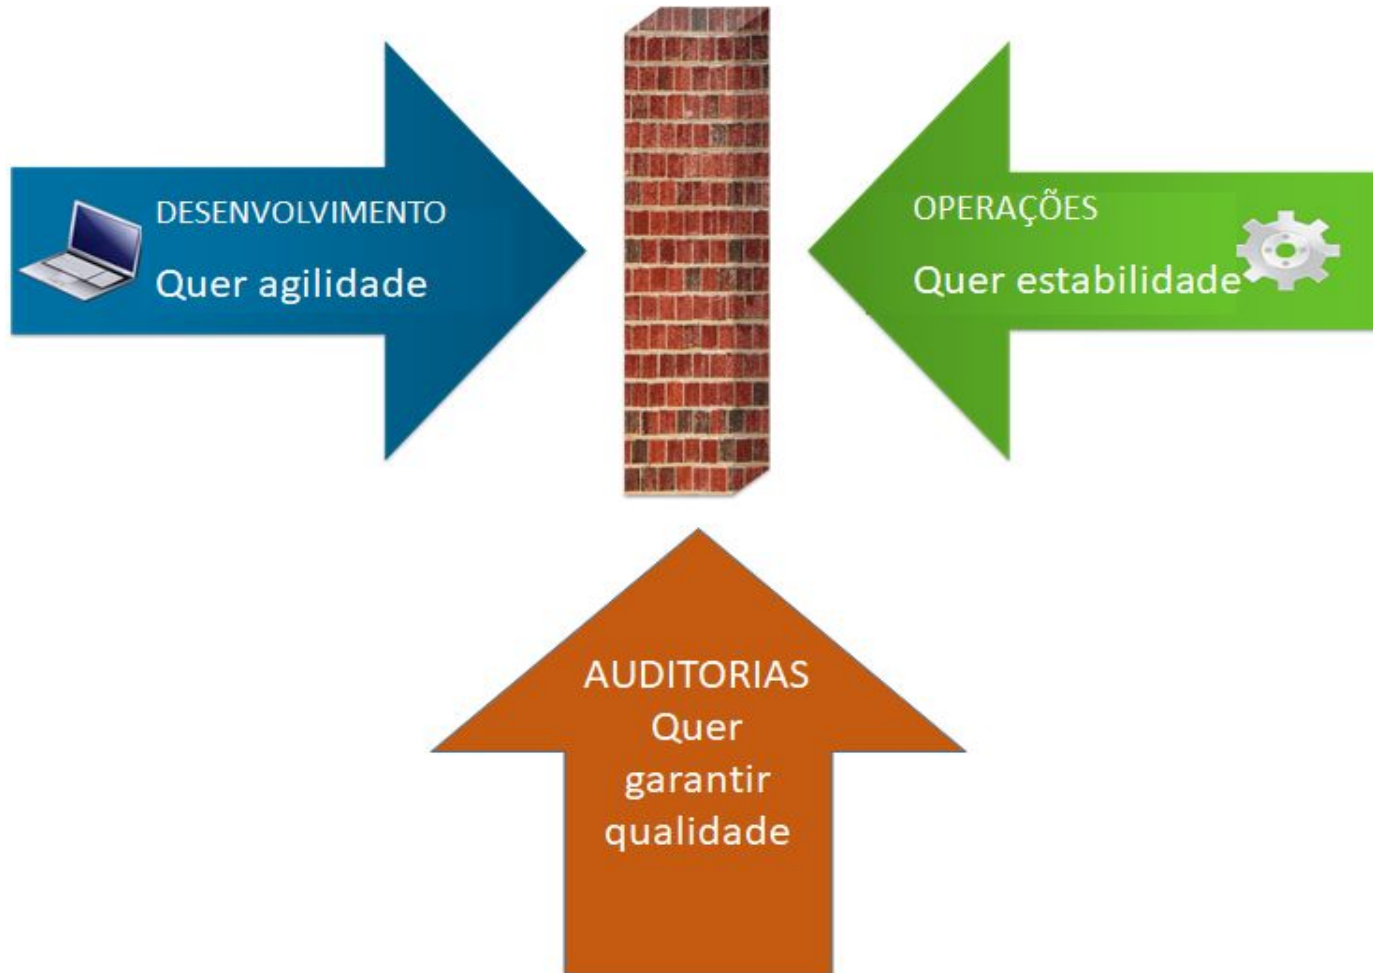 DESENVOLVIMENTO
Quer agilidade
OPERAÇÕES
Quer estabilidade
AUDITORIAS
Quer
garantir
qualidade